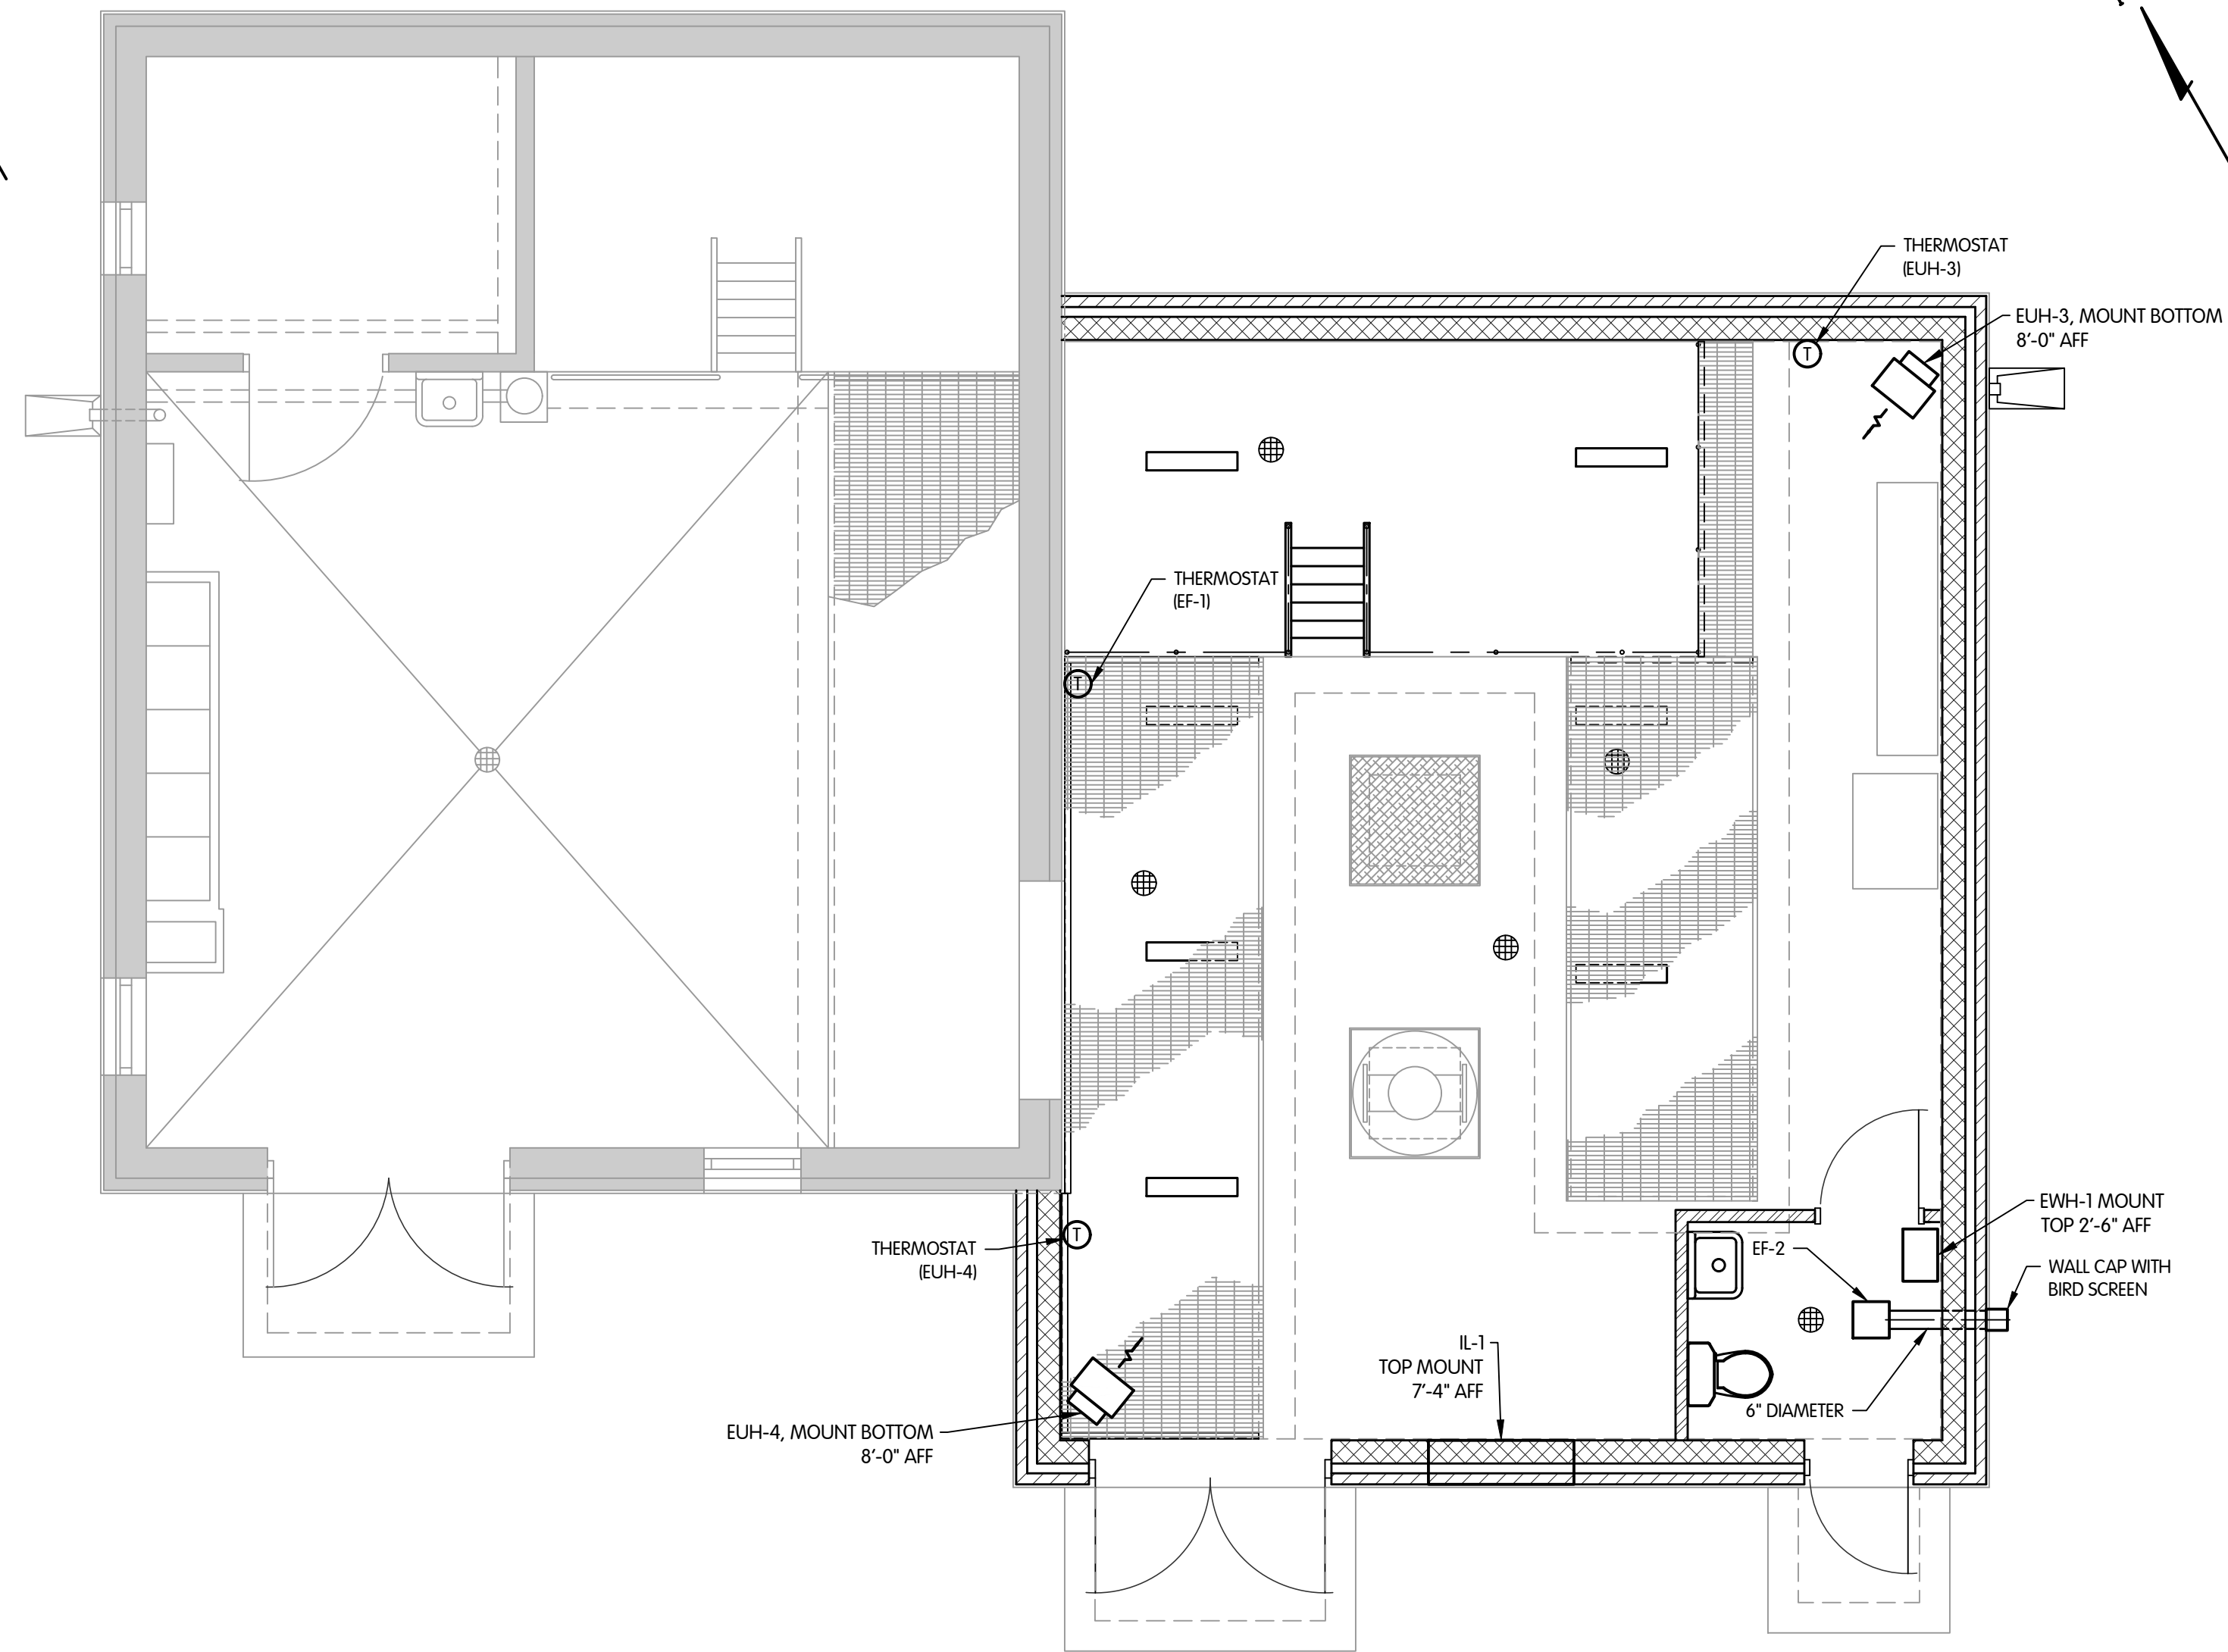 THERMOSTAT
(EUH-3)
EUH-3, MOUNT BOTTOM
8'-0" AFF
T
THERMOSTAT
(EF-1)
T
THERMOSTAT
(EUH-4)
T
EWH-1 MOUNT
TOP 2'-6" AFF
EF-2
WALL CAP WITH
BIRD SCREEN
IL-1
TOP MOUNT
7'-4" AFF
6" DIAMETER
EUH-4, MOUNT BOTTOM
8'-0" AFF